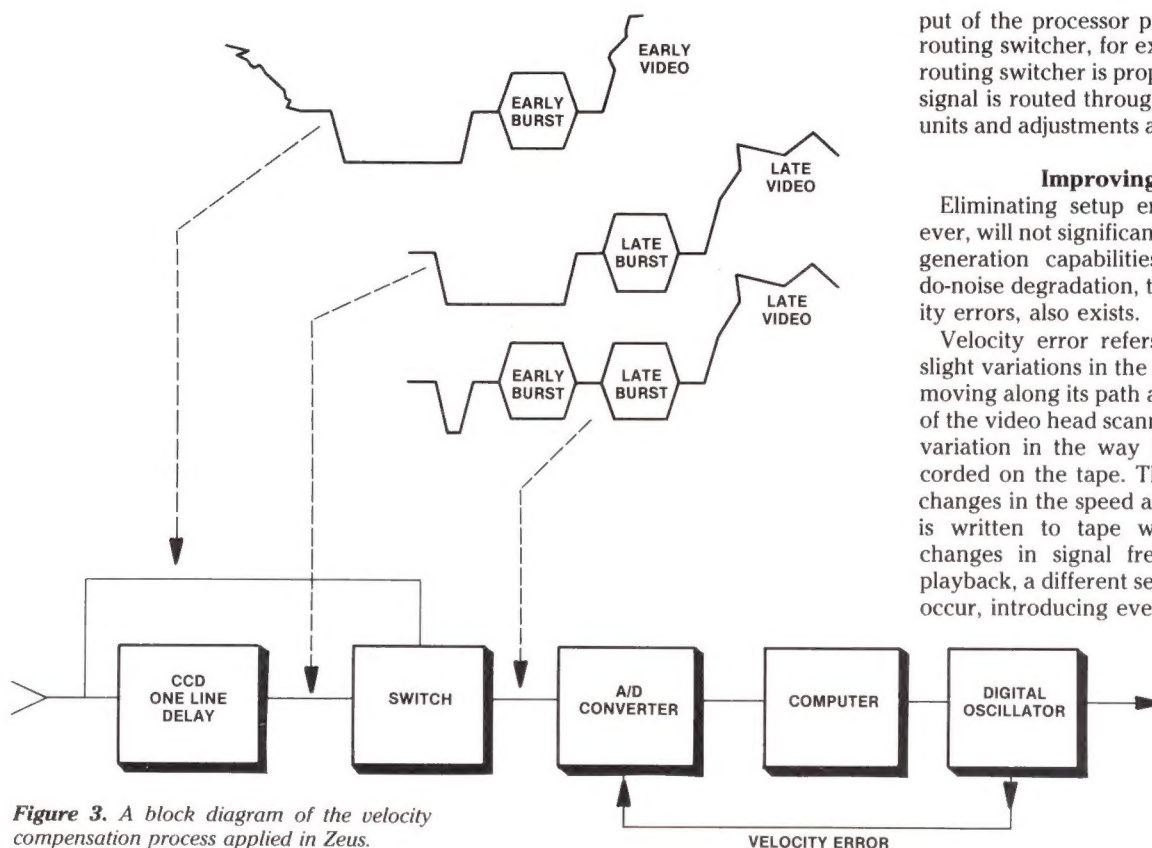 EARLY
VIDEO
EARLY
BURST
LATE
VIDEO
LATE
BURST
LATE
VIDEO
EARLY
BURST
LATE
BURST
CCD
ONE LINE
DELAY
SWITCH
A/D
CONVERTER
COMPUTER
DIGITAL
OSCILLATOR
VELOCITY ERROR
Figure 3. A block diagram of the velocity
compensation process applied in Zeus.
put of the processor p
routing switcher, for ex
routing switcher is prop
signal is routed throug
units and adjustments a
Improving
Eliminating setup er
ever, will not significan
generation capabilities
do-noise degradation, t
ity errors, also exists.
Velocity error refers
slight variations in the
moving along its path a
of the video head scann
variation in the way
corded on the tape. Th
changes in the speed a
is written to tape w
changes in signal fre
playback, a different se
occur, introducing eve